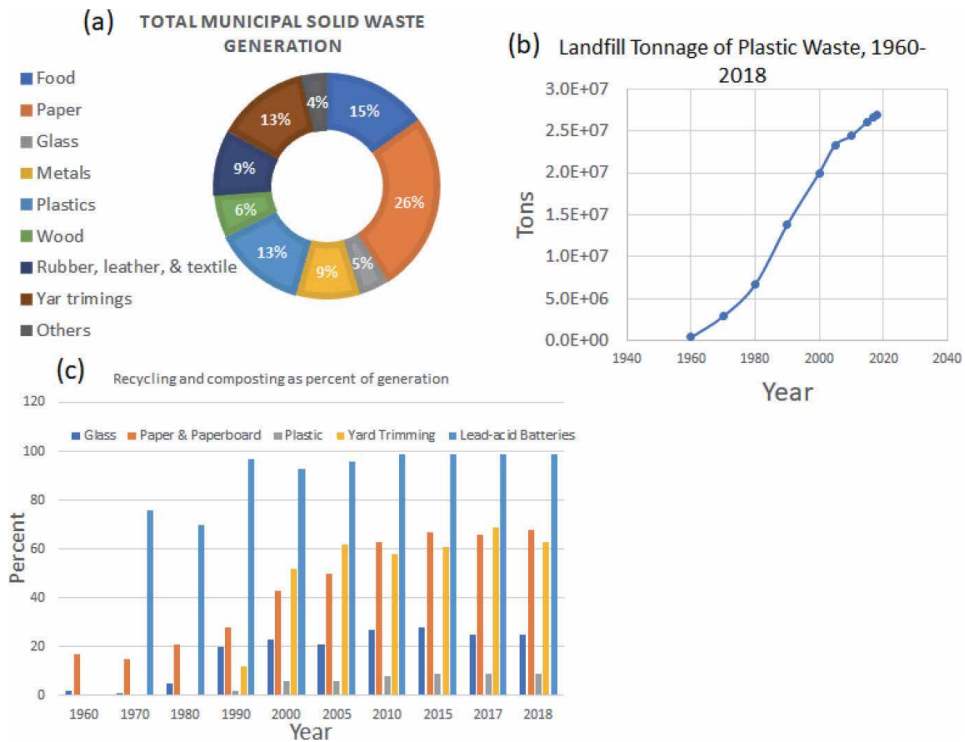 (a) TOTAL MUNICIPAL SOLID WASTE
GENERATION
Food
Paper
Glass
Metals
Plastics
Wood
Rubber, leather, & textile
Yar trimings
Others
4%
15%
13%
26%
9%
6%
13%
9%
5%
(b) Landfill Tonnage of Plastic Waste, 1960-
2018
3.0E+07
2.5E+07
2.0E+07
1.5E+07
1.0E+07
5.0E+06
0.0E+00
Tons
1940 1960 1980 2000 2020 2040
Year
(c) Recycling and composting as percent of generation
120
Glass Paper & Paperboard Plastic Yard Trimming Lead-acid Batteries
100
80
60
40
20
0
Percent
1960 1970 1980 1990 2000 2005 2010 2015 2017 2018
Year